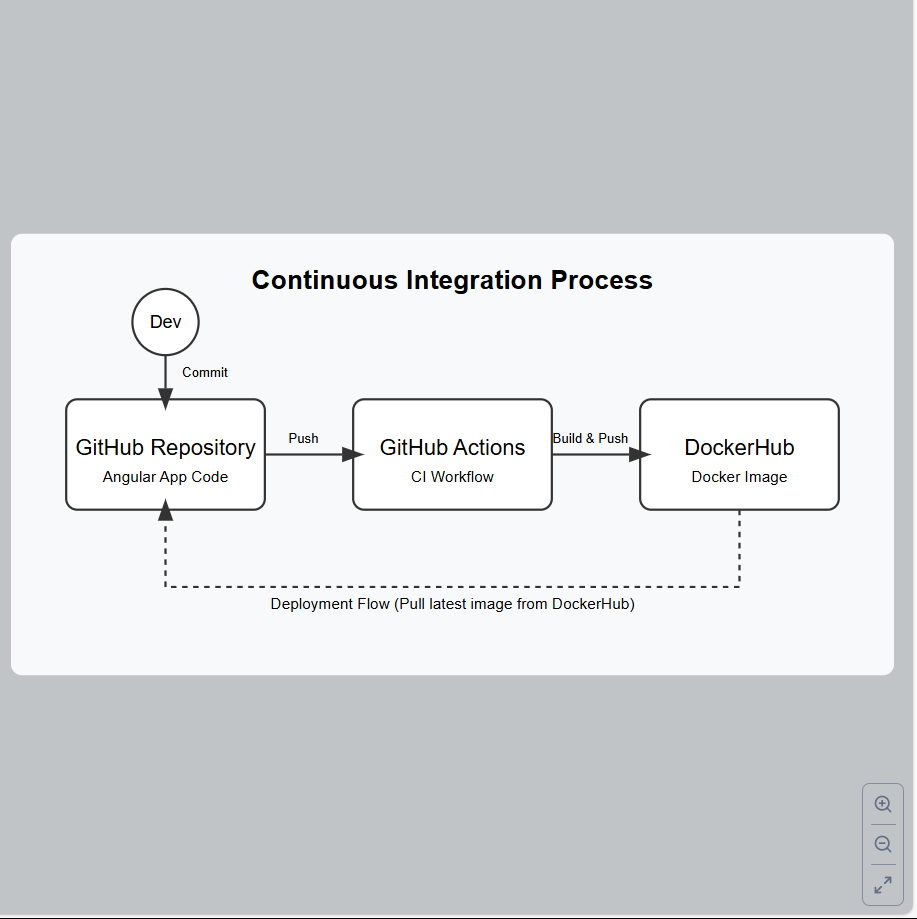 Continuous Integration Process
Dev
Commit
GitHub Repository
Angular App Code
Push
GitHub Actions
CI Workflow
Build & Push
DockerHub
Docker Image
Deployment Flow (Pull latest image from DockerHub)